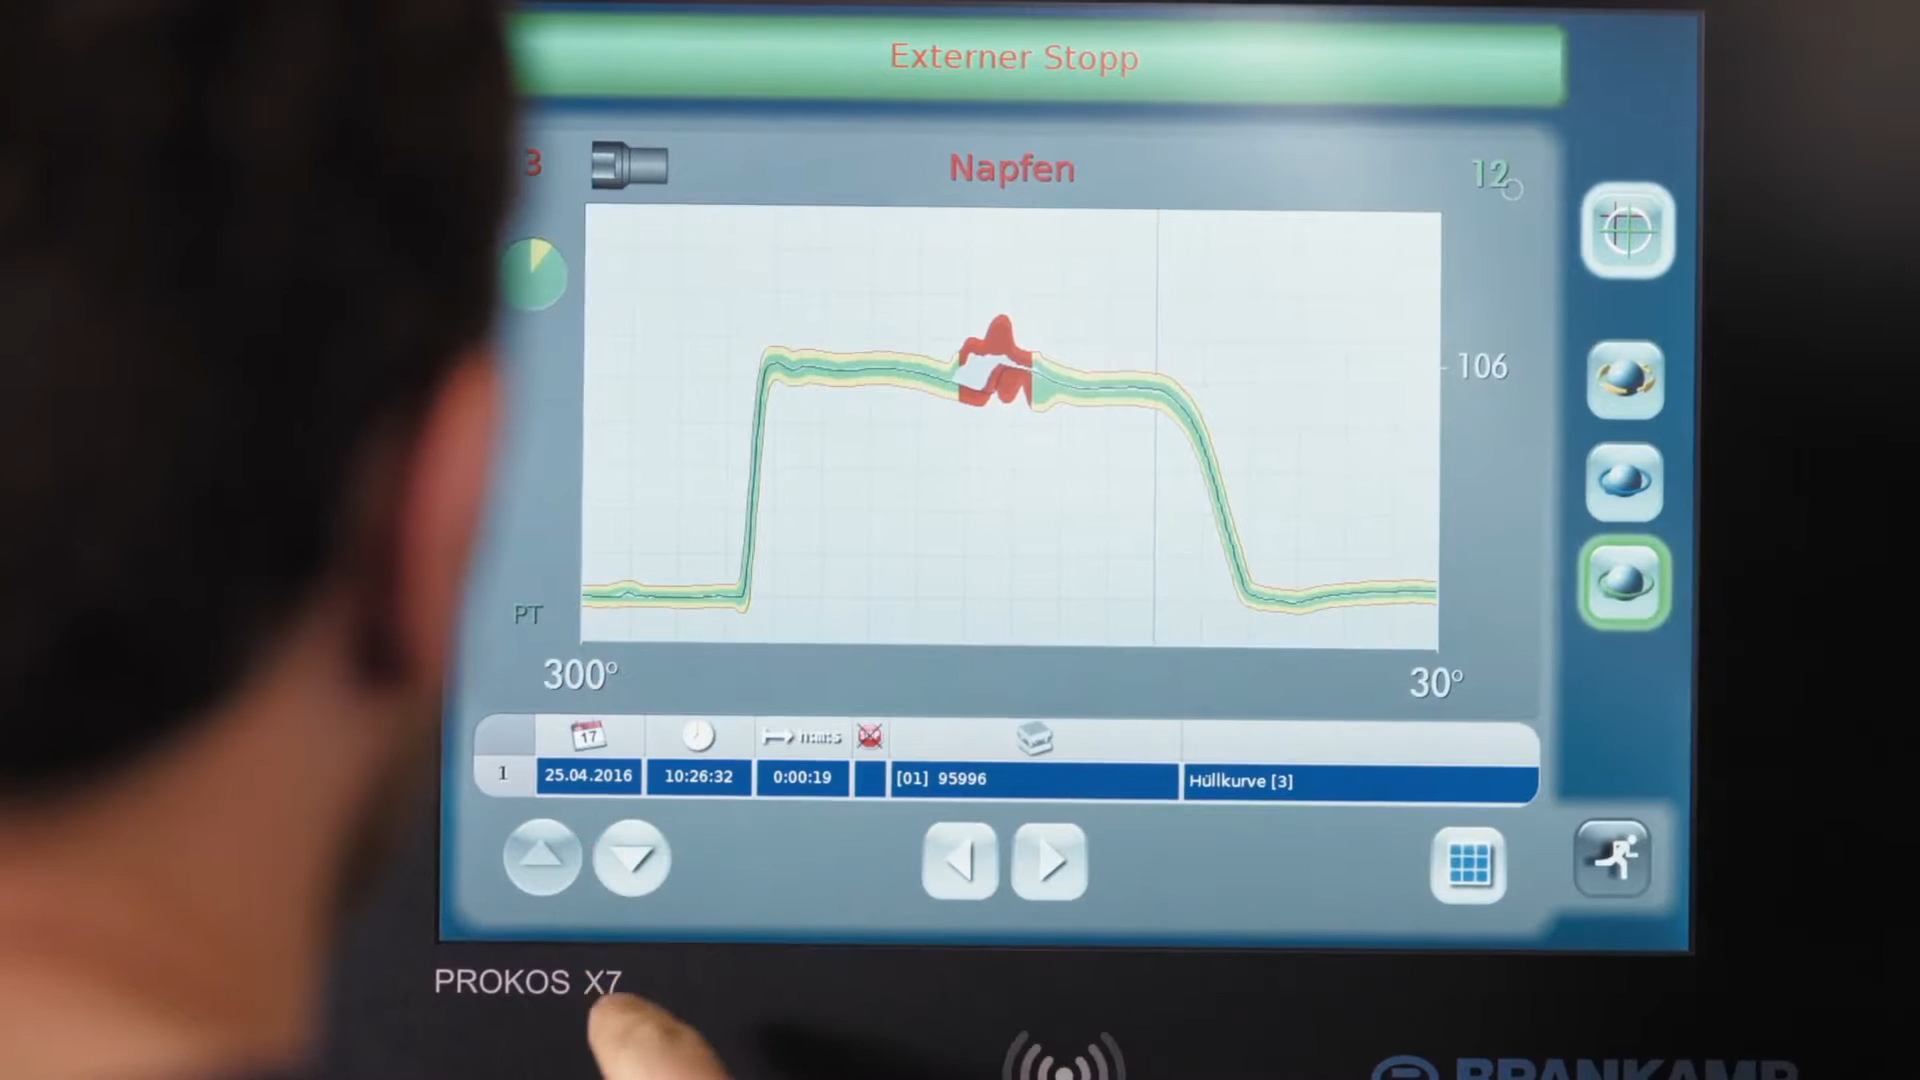 Externer Stopp
3
Napfen
12
106
PT
300°
30°
17
h:m:s
1
25.04.2016
10:26:32
0:00:19
[01] 95996
Hüllkurve [3]
PROKOS X7
BRANKAMP